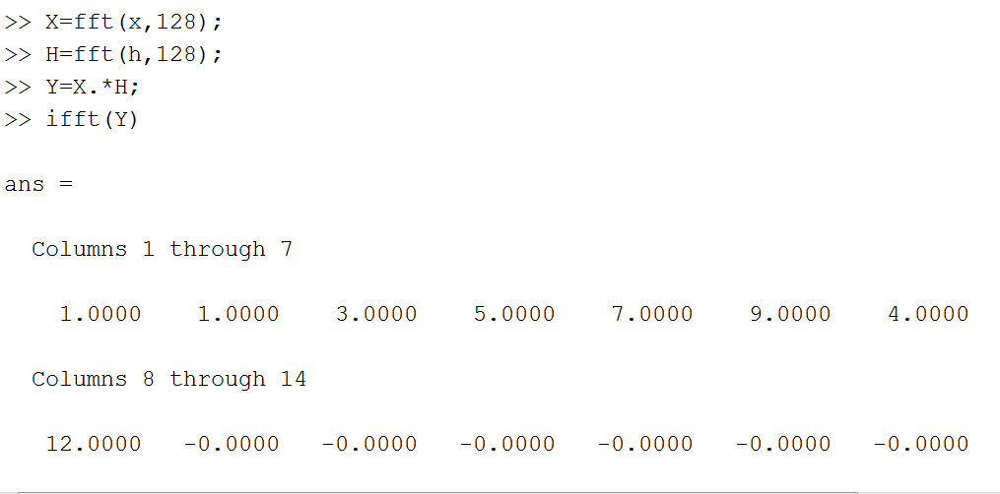 >> X=fft(x,128);
>> H=fft(h,128);
>> Y=X.*H;
>> ifft(Y)
ans =
Columns 1 through 7
1.0000 1.0000 3.0000 5.0000 7.0000 9.0000 4.0000
Columns 8 through 14
12.0000 -0.0000 -0.0000 -0.0000 -0.0000 -0.0000 -0.0000